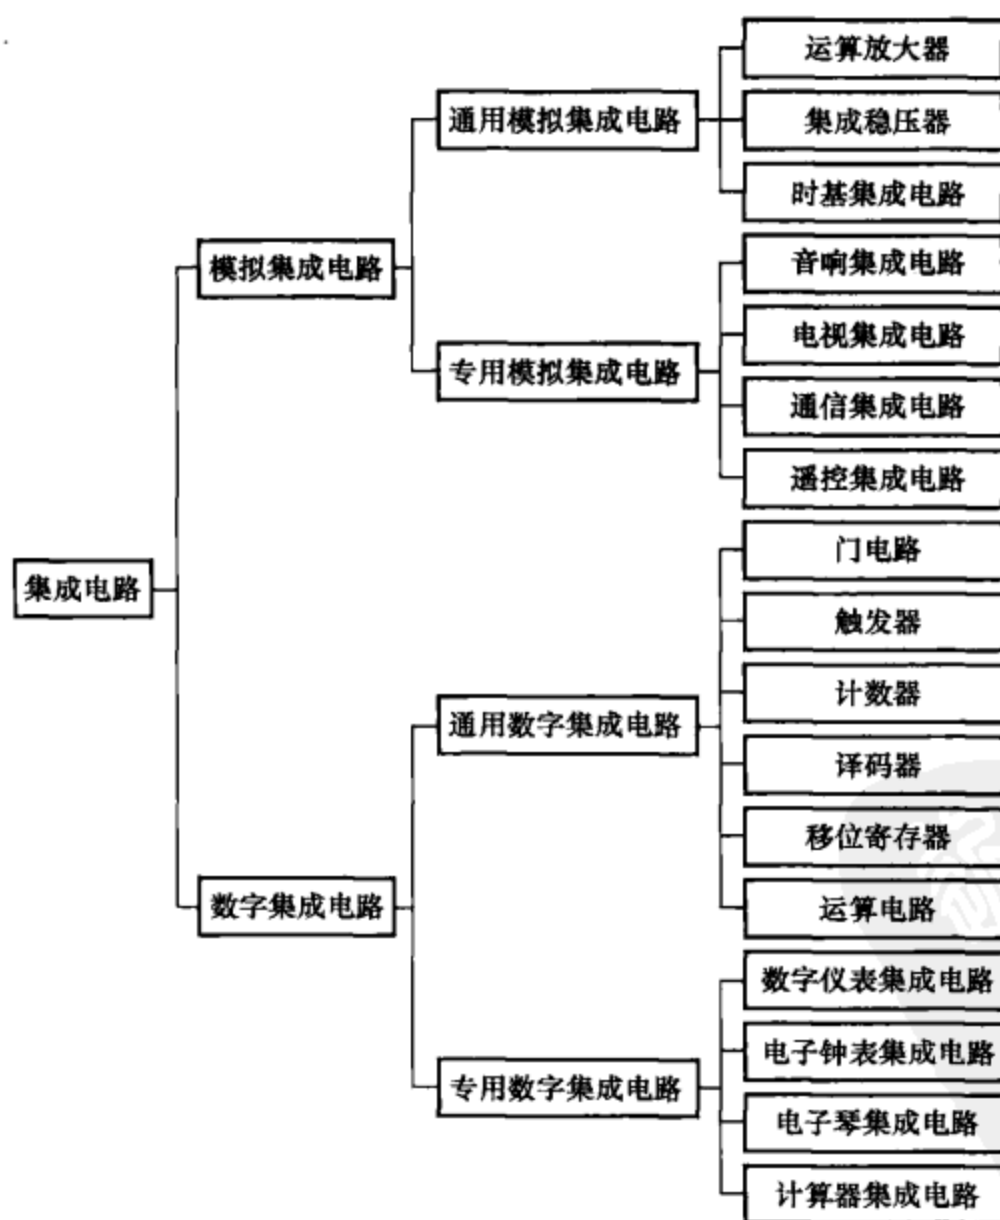 运算放大器
通用模拟集成电路
集成稳压器
时基集成电路
模拟集成电路
音响集成电路
电视集成电路
专用模拟集成电路
通信集成电路
遥控集成电路
集成电路
门电路
触发器
计数器
通用数字集成电路
译码器
移位寄存器
数字集成电路
运算电路
数字仪表集成电路
电子钟表集成电路
专用数字集成电路
电子琴集成电路
计算器集成电路